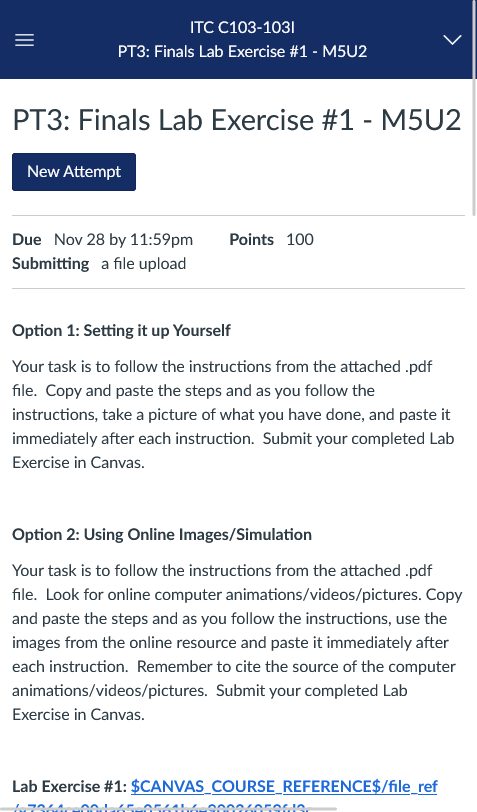 ITC C103-103I
PT3: Finals Lab Exercise #1 - M5U2
PT3: Finals Lab Exercise #1 - M5U2
New Attempt
Due Nov 28 by 11:59pm Points 100
Submitting a file upload
Option 1: Setting it up Yourself
Your task is to follow the instructions from the attached .pdf
file. Copy and paste the steps and as you follow the
instructions, take a picture of what you have done, and paste it
immediately after each instruction. Submit your completed Lab
Exercise in Canvas.
Option 2: Using Online Images/Simulation
Your task is to follow the instructions from the attached .pdf
file. Look for online computer animations/videos/pictures. Copy
and paste the steps and as you follow the instructions, use the
images from the online resource and paste it immediately after
each instruction. Remember to cite the source of the computer
animations/videos/pictures. Submit your completed Lab
Exercise in Canvas.
Lab Exercise #1: $CANVAS_COURSE_REFERENCE$/file_ref